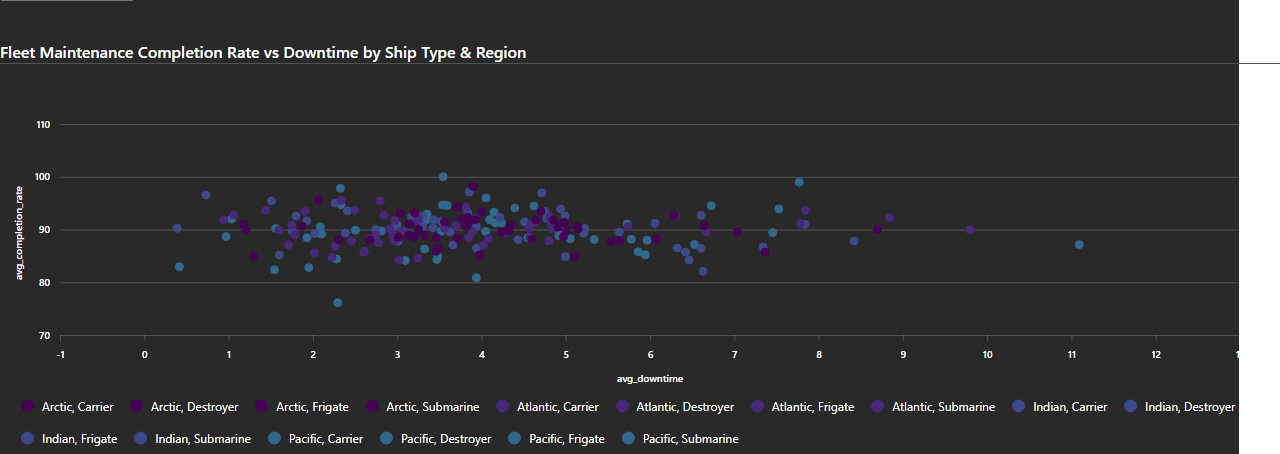 Fleet Maintenance Completion Rate vs Downtime by Ship Type & Region
110
100
90
80
70
avg_completion_rate
-1 0 1 2 3 4 5 6 7 8 9 10 11 12
avg_downtime
Arctic, Carrier Arctic, Destroyer Arctic, Frigate Arctic, Submarine Atlantic, Carrier Atlantic, Destroyer Atlantic, Frigate Atlantic, Submarine Indian, Carrier Indian, Destroyer
Indian, Frigate Indian, Submarine Pacific, Carrier Pacific, Destroyer Pacific, Frigate Pacific, Submarine